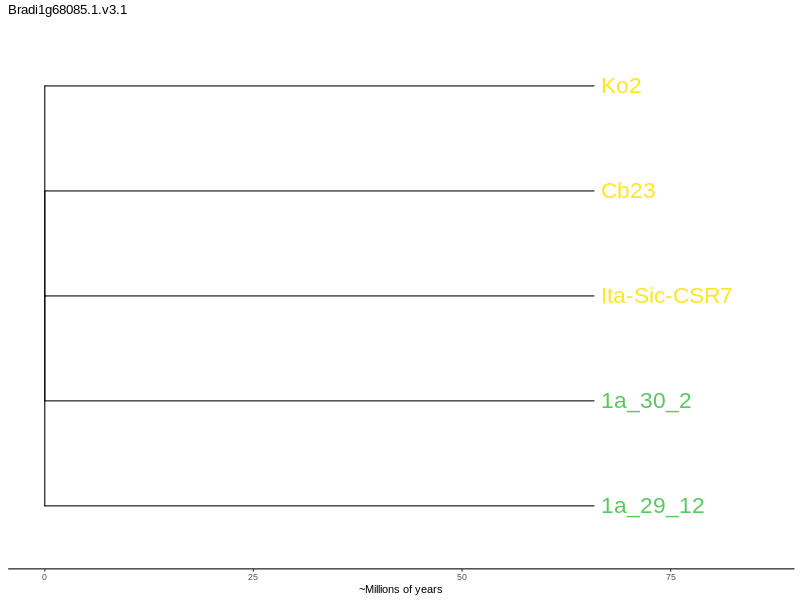 Bradi1g68085.1.v3.1
Ko2
Cb23
Ita-Sic-CSR7
1a_30_2
1a_29_12
0 25 50 75
~Millions of years